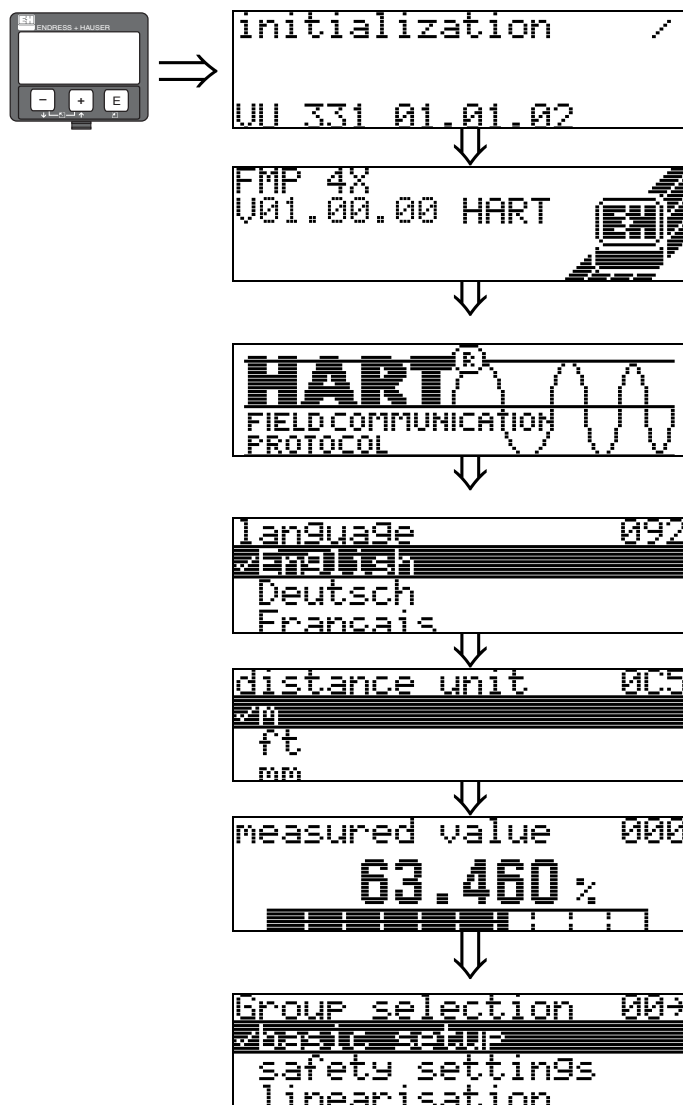 EH ENDRESS + HAUSER
– + E
initialization /
VU 331 01.01.02
FMP 4X
V01.00.00 HART
EH
HART®
FIELD COMMUNICATION
PROTOCOL
language 092
✓English
Deutsch
Francais
distance unit 0C5
✓m
ft
mm
measured value 000
63.460 %
Group selection 00→
✓basic setup
safety settings
linearisation